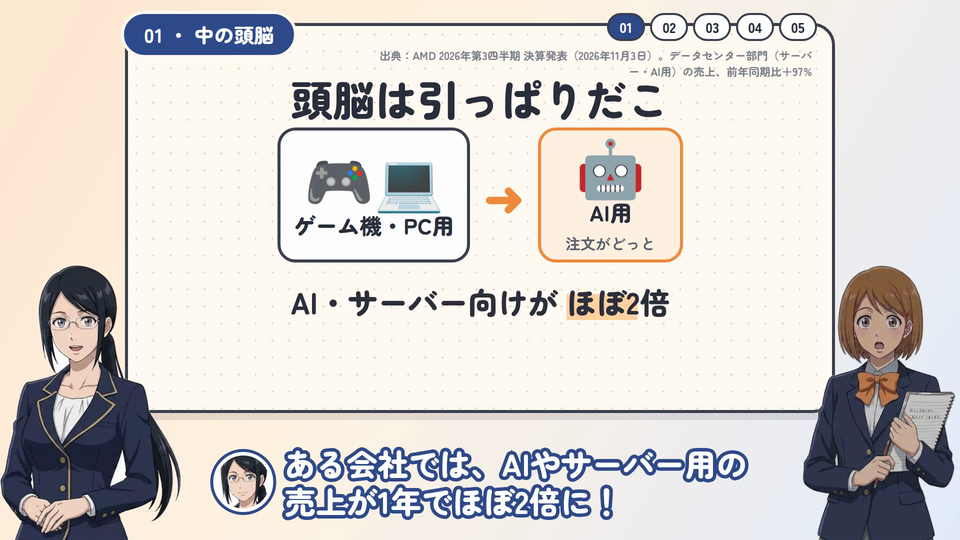 01 ・ 中の頭脳
01 02 03 04 05
出典：AMD 2026年第3四半期 決算発表（2026年11月3日）。データセンター部門（サーバ
ー・AI用）の売上、前年同期比＋97%
頭脳は引っぱりだこ
ゲーム機・PC用
AI用
注文がどっと
AI・サーバー向けが ほぼ2倍
ある会社では、AIやサーバー用の
売上が1年でほぼ2倍に！